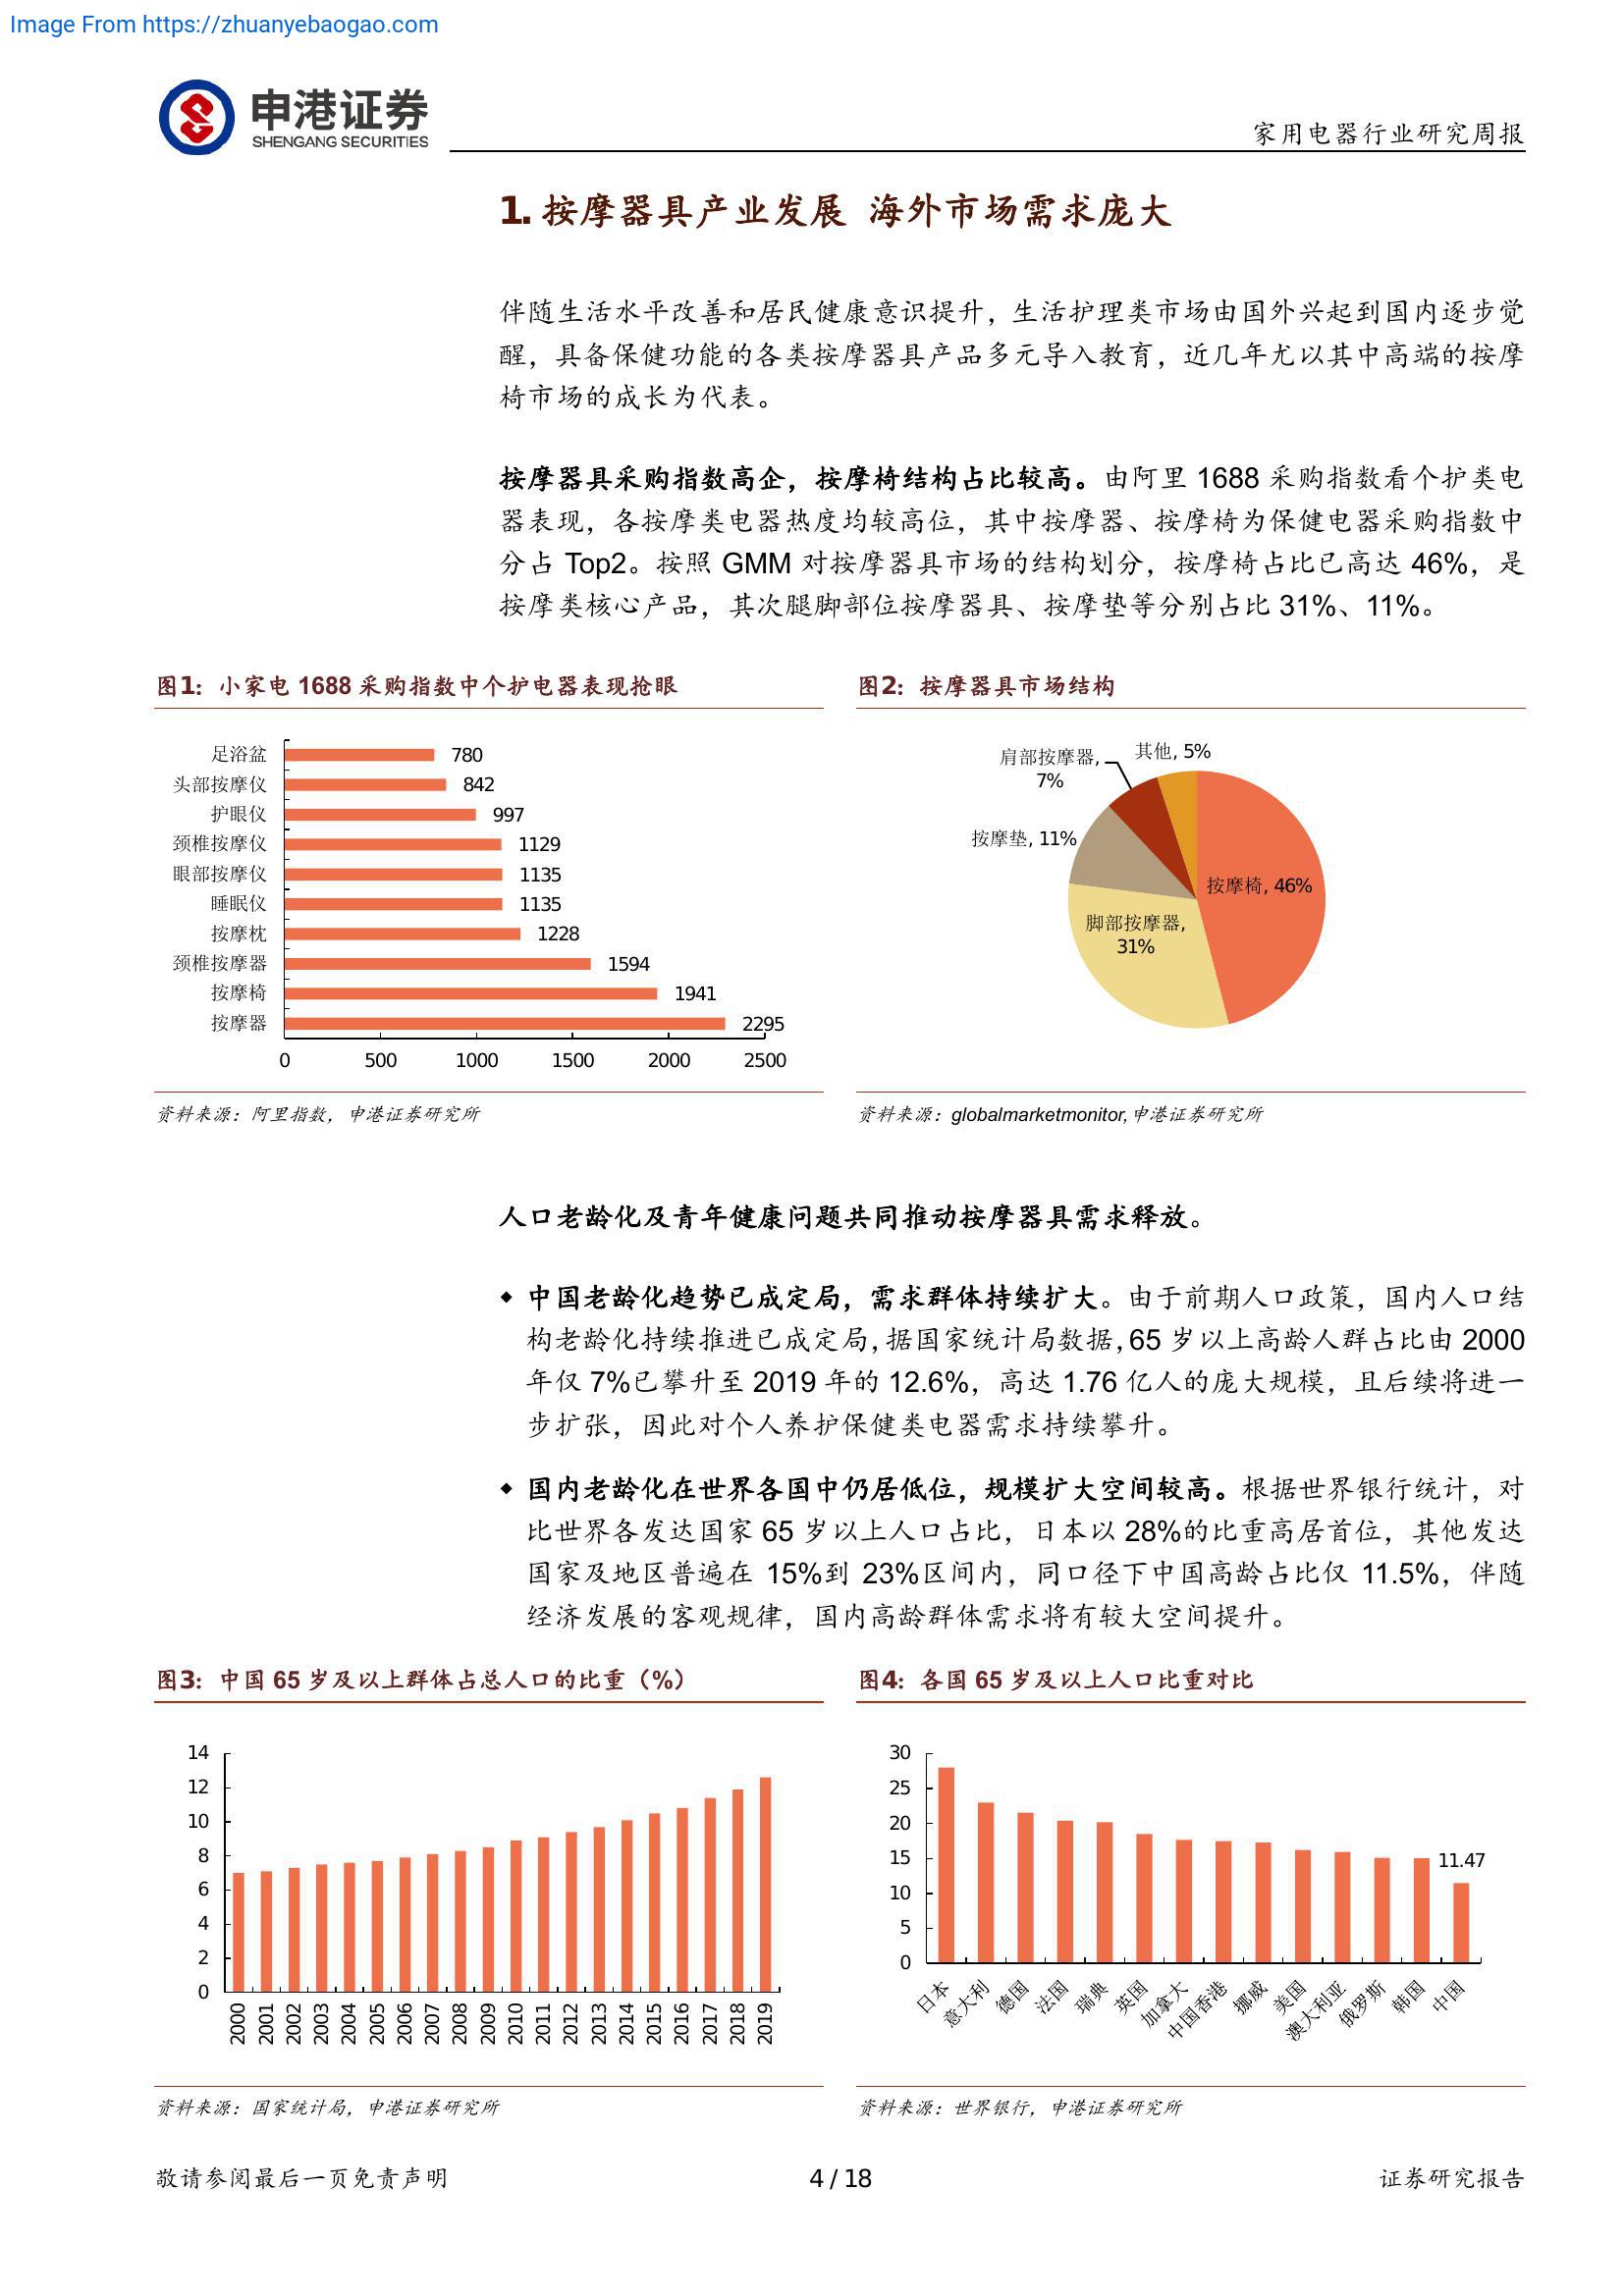 Image From https://zhuanyebaogao.com
申港证券
SHENGANG SECURITIES
家用电器行业研究周报
1. 按摩器具产业发展 海外市场需求庞大
伴随生活水平改善和居民健康意识提升，生活护理类市场由国外兴起到国内逐步觉
醒，具备保健功能的各类按摩器具产品多元导入教育，近几年尤以其中高端的按摩
椅市场的成长为代表。
按摩器具采购指数高企，按摩椅结构占比较高。由阿里 1688 采购指数看个护类电
器表现，各按摩类电器热度均较高位，其中按摩器、按摩椅为保健电器采购指数中
分占 Top2。按照 GMM 对按摩器具市场的结构划分，按摩椅占比已高达 46%，是
按摩类核心产品，其次腿脚部位按摩器具、按摩垫等分别占比 31%、11%。
图1：小家电 1688 采购指数中个护电器表现抢眼
足浴盆 780
头部按摩仪 842
护眼仪 997
颈椎按摩仪 1129
眼部按摩仪 1135
睡眠仪 1135
按摩枕 1228
颈椎按摩器 1594
按摩椅 1941
按摩器 2295
0 500 1000 1500 2000 2500
资料来源：阿里指数，申港证券研究所
图2：按摩器具市场结构
肩部按摩器,
7%
其他, 5%
按摩垫, 11%
按摩椅, 46%
脚部按摩器,
31%
资料来源：globalmarketmonitor,申港证券研究所
人口老龄化及青年健康问题共同推动按摩器具需求释放。
◆ 中国老龄化趋势已成定局，需求群体持续扩大。由于前期人口政策，国内人口结
构老龄化持续推进已成定局，据国家统计局数据，65 岁以上高龄人群占比由 2000
年仅 7%已攀升至 2019 年的 12.6%，高达 1.76 亿人的庞大规模，且后续将进一
步扩张，因此对个人养护保健类电器需求持续攀升。
◆ 国内老龄化在世界各国中仍居低位，规模扩大空间较高。根据世界银行统计，对
比世界各发达国家 65 岁以上人口占比，日本以 28%的比重高居首位，其他发达
国家及地区普遍在 15%到 23%区间内，同口径下中国高龄占比仅 11.5%，伴随
经济发展的客观规律，国内高龄群体需求将有较大空间提升。
图3：中国 65 岁及以上群体占总人口的比重（%）
14
12
10
8
6
4
2
0
2000 2001 2002 2003 2004 2005 2006 2007 2008 2009 2010 2011 2012 2013 2014 2015 2016 2017 2018 2019
资料来源：国家统计局，申港证券研究所
图4：各国 65 岁及以上人口比重对比
30
25
20
15
10
5
0
11.47
日本 意大利 德国 法国 瑞典 英国 加拿大 中国香港 挪威 美国 澳大利亚 俄罗斯 韩国 中国
资料来源：世界银行，申港证券研究所
敬请参阅最后一页免责声明
4 / 18
证券研究报告